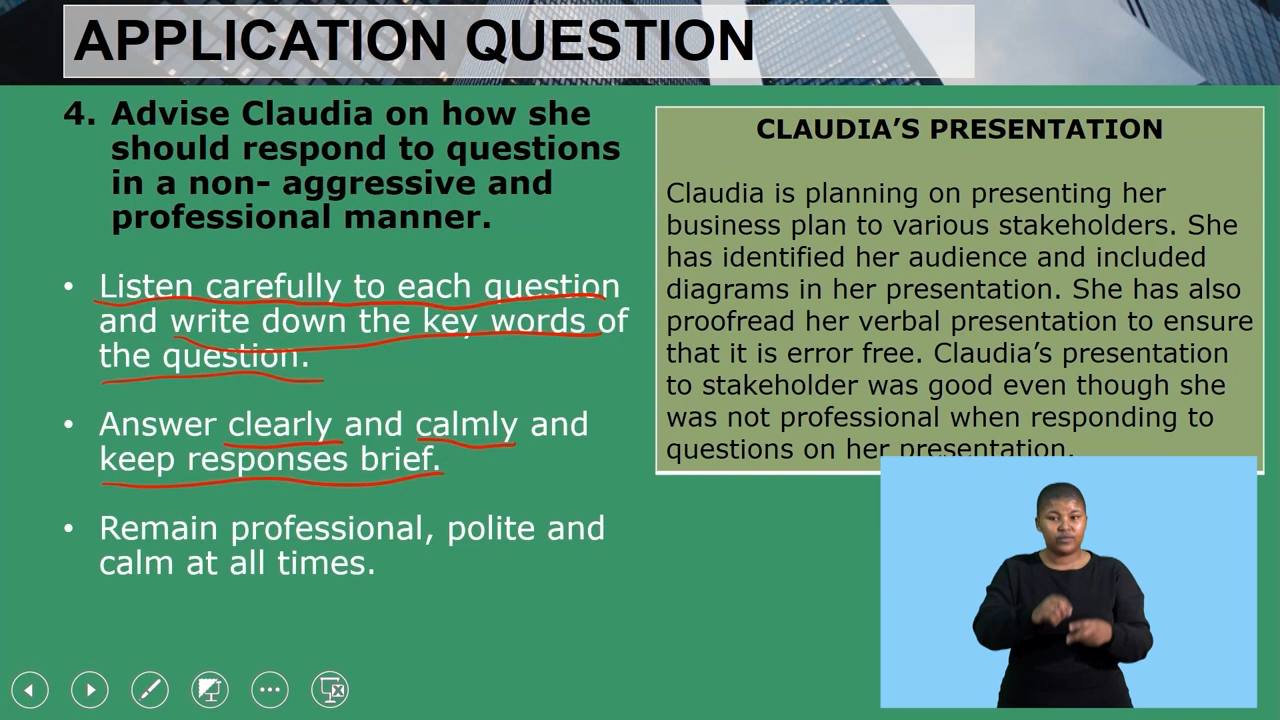 APPLICATION QUESTION
4. Advise Claudia on how she
should respond to questions
in a non- aggressive and
professional manner.
• Listen carefully to each question
and write down the key words of
the question.
• Answer clearly and calmly and
keep responses brief.
• Remain professional, polite and
calm at all times.
CLAUDIA’S PRESENTATION
Claudia is planning on presenting her
business plan to various stakeholders. She
has identified her audience and included
diagrams in her presentation. She has also
proofread her verbal presentation to ensure
that it is error free. Claudia’s presentation
to stakeholder was good even though she
was not professional when responding to
questions on her presentation.